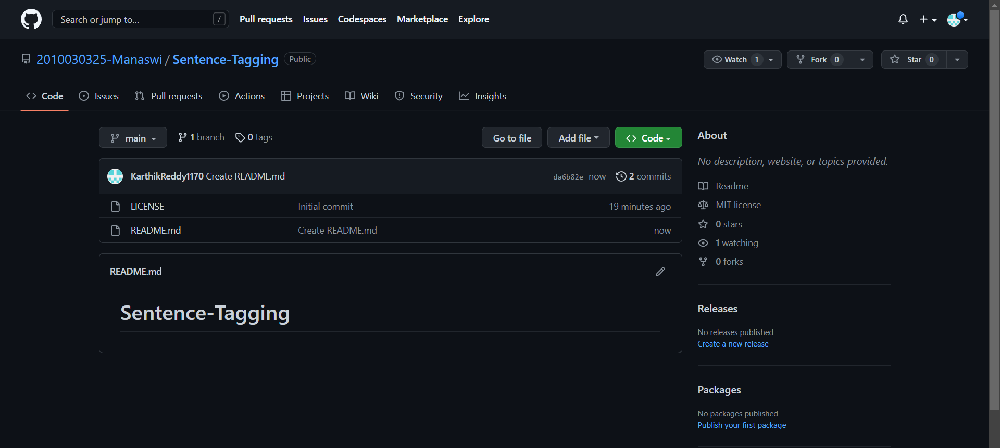 Search or jump to... / Pull requests Issues Codespaces Marketplace Explore
2010030325-Manaswi / Sentence-Tagging Public Watch 1 Fork 0 Star 0
Code Issues Pull requests Actions Projects Wiki Security Insights
main 1 branch 0 tags Go to file Add file Code
KarthikReddy1170 Create README.md da6b82e now 2 commits
LICENSE Initial commit 19 minutes ago
README.md Create README.md now
README.md
Sentence-Tagging
About
No description, website, or topics provided.
Readme
MIT license
0 stars
1 watching
0 forks
Releases
No releases published
Create a new release
Packages
No packages published
Publish your first package